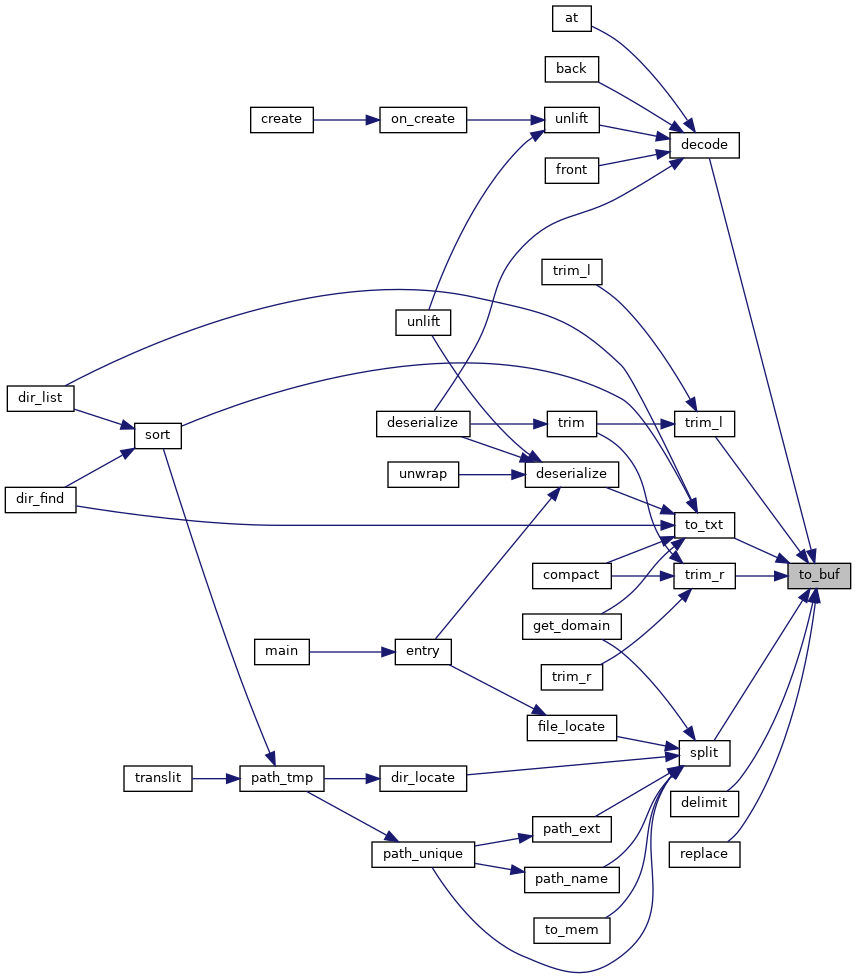 at
back
create
on_create
unlift
decode
front
trim_l
unlift
dir_list
deserialize
trim
trim_l
sort
unwrap
deserialize
dir_find
to_txt
compact
trim_r
to_buf
get_domain
main
entry
trim_r
file_locate
split
translit
path_tmp
dir_locate
delimit
path_ext
path_unique
replace
path_name
to_mem